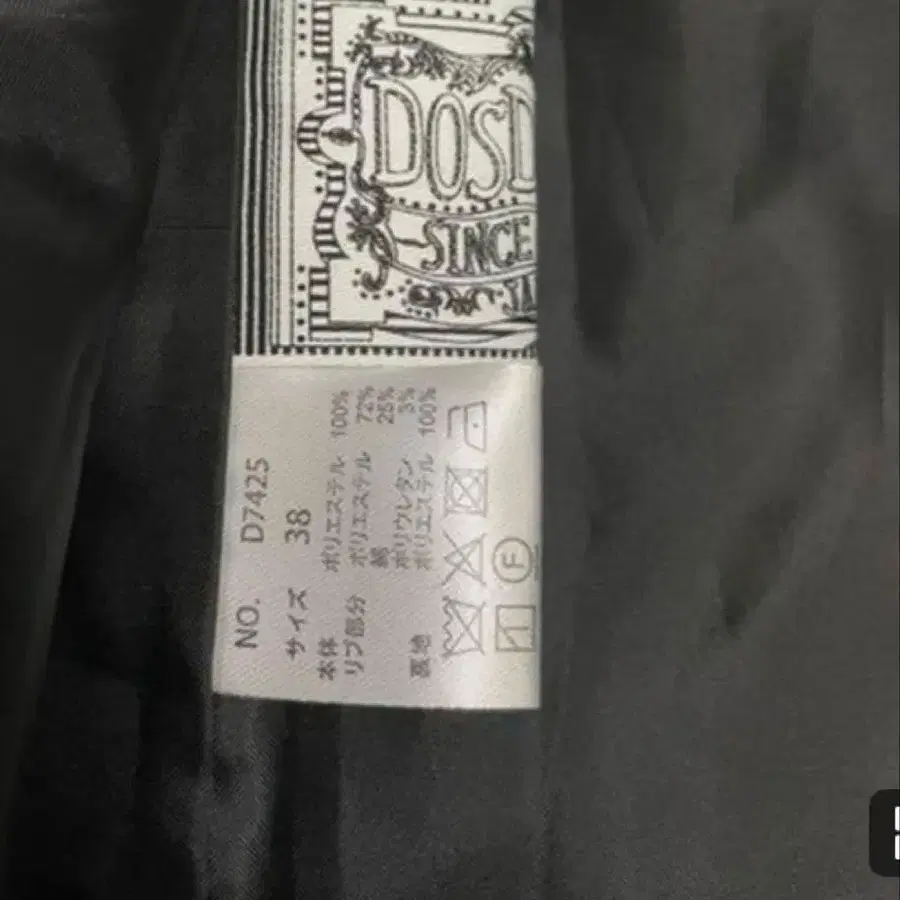 DOSD
SINCE
NO. D7425
サイズ 38
本体 ポリエステル 100%
リブ部分 ポリエステル 72%
綿 25%
ポリウレタン 3%
裏地 ポリエステル 100%
F